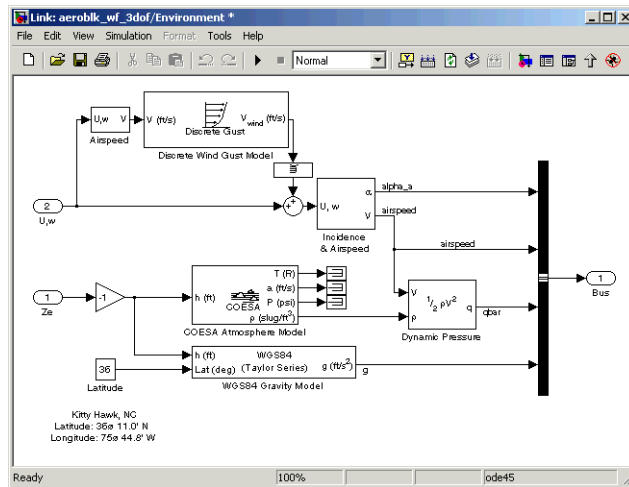 Link: aeroblk_wf_3dof/Environment *
File Edit View Simulation Format Tools Help
Normal
U,w V
Airspeed
V (ft/s) V wind (ft/s)
Discrete Gust
Discrete Wind Gust Model
2
U,w
++
U, w α
V
Incidence
& Airspeed
alpha_a
airspeed
airspeed
1
Ze
-1
h (ft)
COESA
T (R)
a (ft/s)
P (psi)
ρ (slug/ft³)
COESA Atmosphere Model
V
ρ
½ ρV²
q
Dynamic Pressure
qbar
1
Bus
36
Latitude
h (ft)
Lat (deg)
WGS84
(Taylor Series)
g (ft/s²)
WGS84 Gravity Model
g
Kitty Hawk, NC
Latitude: 36ø 11.0' N
Longitude: 75ø 44.8' W
Ready 100% ode45